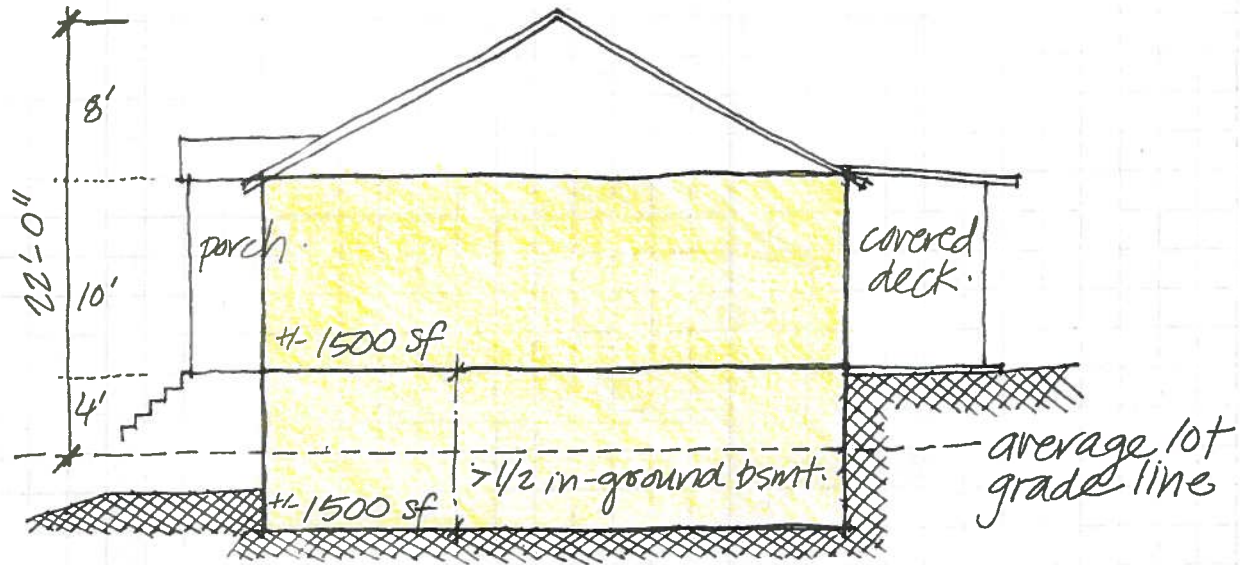 8'
22'-0"
10'
4'
porch.
covered
deck.
+/- 1500 sf
>1/2 in-ground bsmt.
+/- 1500 sf
average lot
grade line